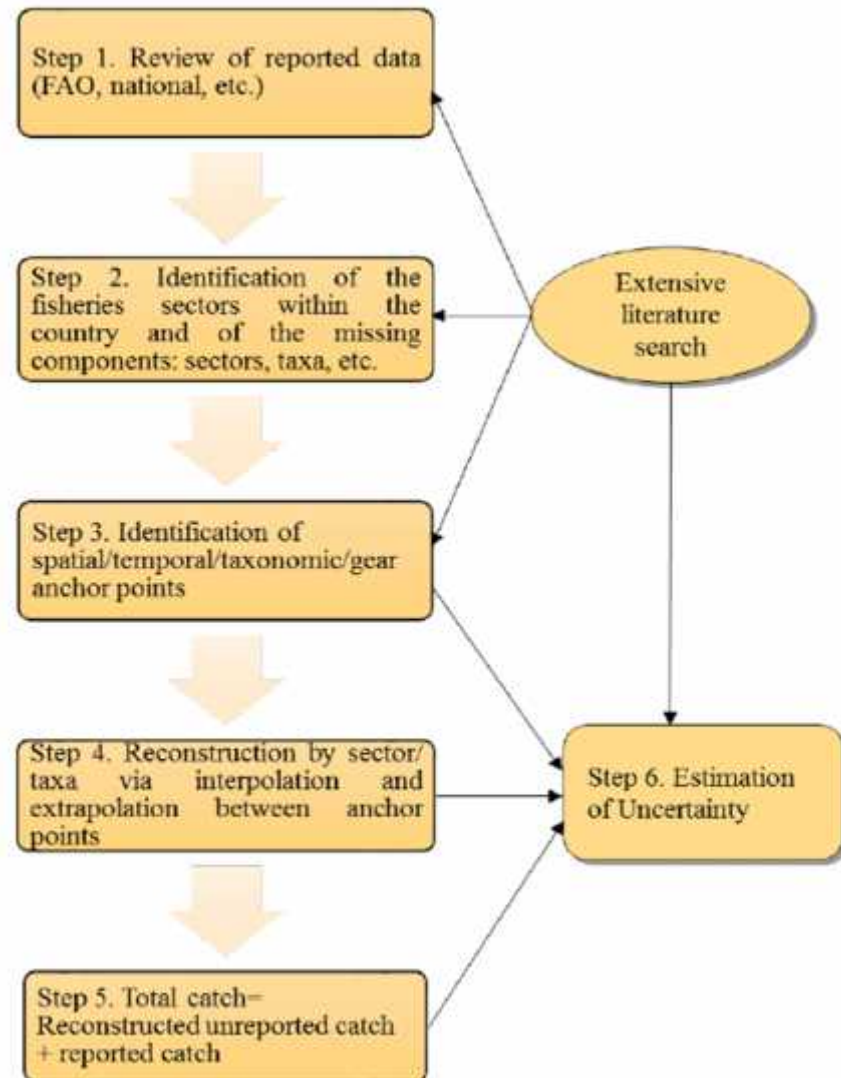 Step 1. Review of reported data
(FAO, national, etc.)
Step 2. Identification of the
fisheries sectors within the
country and of the missing
components: sectors, taxa, etc.
Extensive
literature
search
Step 3. Identification of
spatial/temporal/taxonomic/gear
anchor points
Step 4. Reconstruction by sector/
taxa via interpolation and
extrapolation between anchor
points
Step 6. Estimation
of Uncertainty
Step 5. Total catch=
Reconstructed unreported catch
+ reported catch